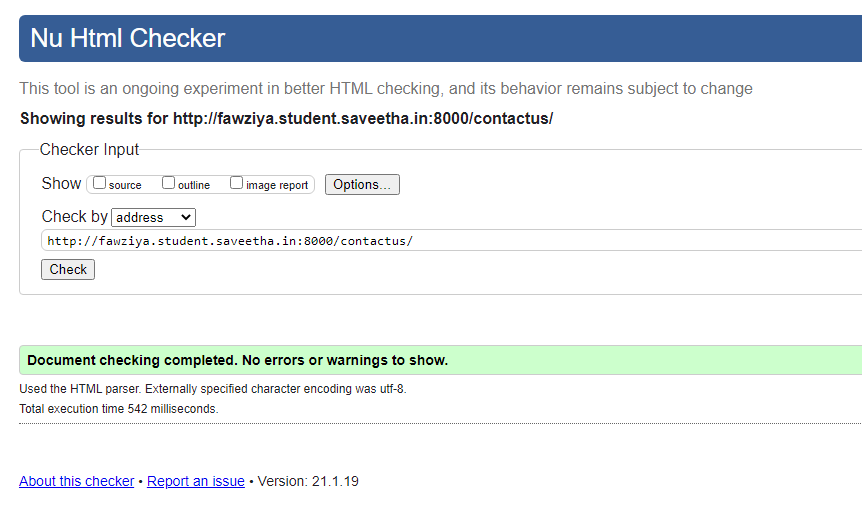 Nu Html Checker
This tool is an ongoing experiment in better HTML checking, and its behavior remains subject to change
Showing results for http://fawziya.student.saveetha.in:8000/contactus/
Checker Input
Show source outline image report Options...
Check by address
http://fawziya.student.saveetha.in:8000/contactus/
Check
Document checking completed. No errors or warnings to show.
Used the HTML parser. Externally specified character encoding was utf-8.
Total execution time 542 milliseconds.
About this checker • Report an issue • Version: 21.1.19